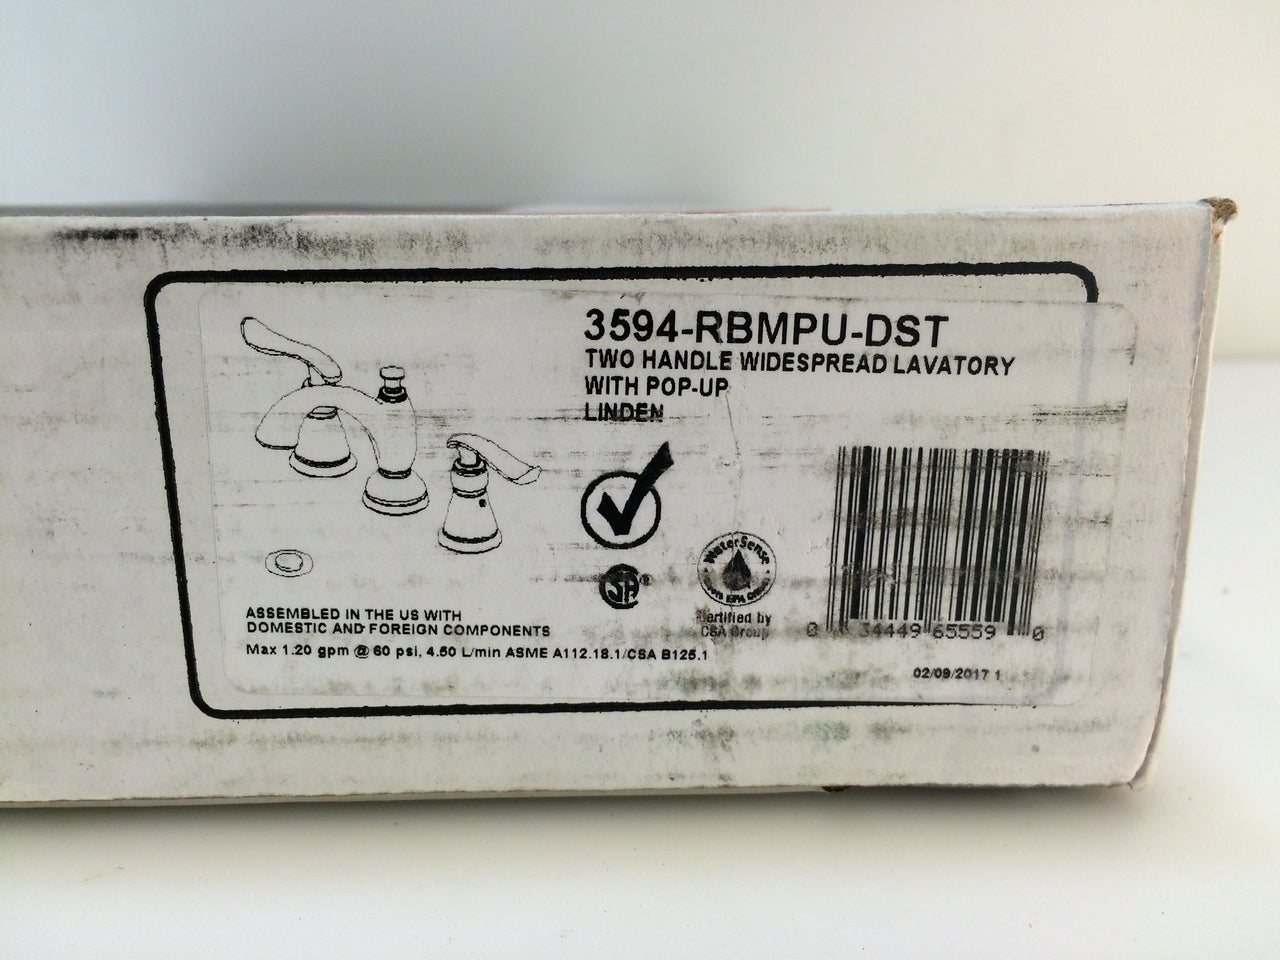 3594-RBMPU-DST
TWO HANDLE WIDESPREAD LAVATORY
WITH POP-UP
LINDEN
WaterSense
Certified by
CSA Group
0 34449 65559 0
ASSEMBLED IN THE US WITH
DOMESTIC AND FOREIGN COMPONENTS
Max 1.20 gpm @ 60 psi, 4.50 L/min ASME A112.18.1/CSA B125.1
02/09/2017 1